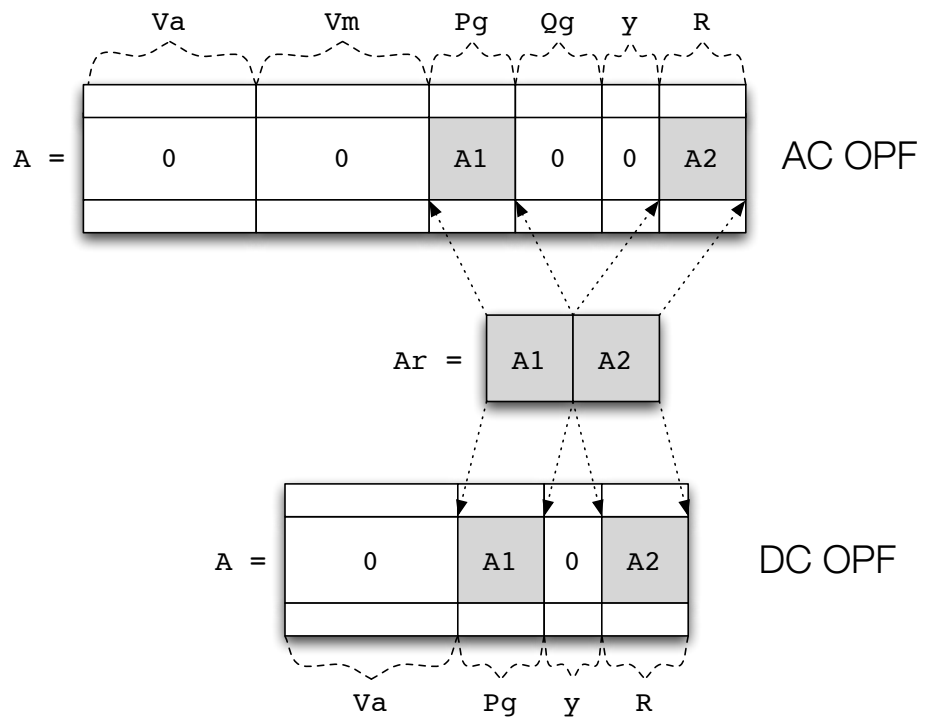 Va Vm Pg Qg y R
A = 0 0 A1 0 0 A2 AC OPF
Ar = A1 A2
A = 0 A1 0 A2 DC OPF
Va Pg y R